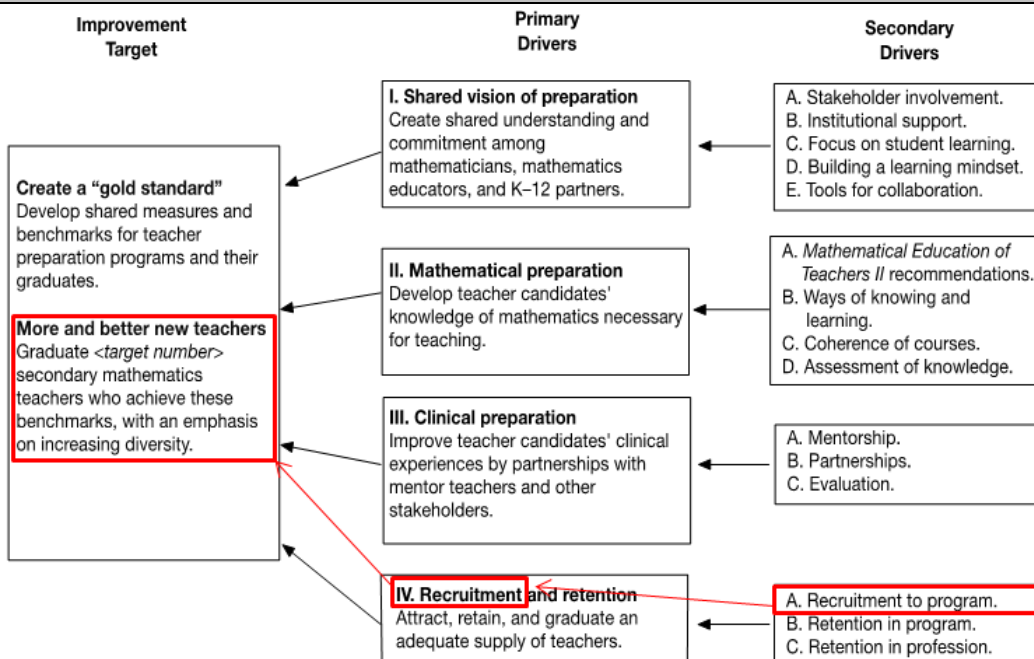 Improvement
Target
Primary
Drivers
Secondary
Drivers
Create a “gold standard”
Develop shared measures and
benchmarks for teacher
preparation programs and their
graduates.
More and better new teachers
Graduate <target number>
secondary mathematics
teachers who achieve these
benchmarks, with an emphasis
on increasing diversity.
I. Shared vision of preparation
Create shared understanding and
commitment among
mathematicians, mathematics
educators, and K–12 partners.
II. Mathematical preparation
Develop teacher candidates'
knowledge of mathematics necessary
for teaching.
III. Clinical preparation
Improve teacher candidates' clinical
experiences by partnerships with
mentor teachers and other
stakeholders.
IV. Recruitment and retention
Attract, retain, and graduate an
adequate supply of teachers.
A. Stakeholder involvement.
B. Institutional support.
C. Focus on student learning.
D. Building a learning mindset.
E. Tools for collaboration.
A. Mathematical Education of
Teachers II recommendations.
B. Ways of knowing and
learning.
C. Coherence of courses.
D. Assessment of knowledge.
A. Mentorship.
B. Partnerships.
C. Evaluation.
A. Recruitment to program.
B. Retention in program.
C. Retention in profession.